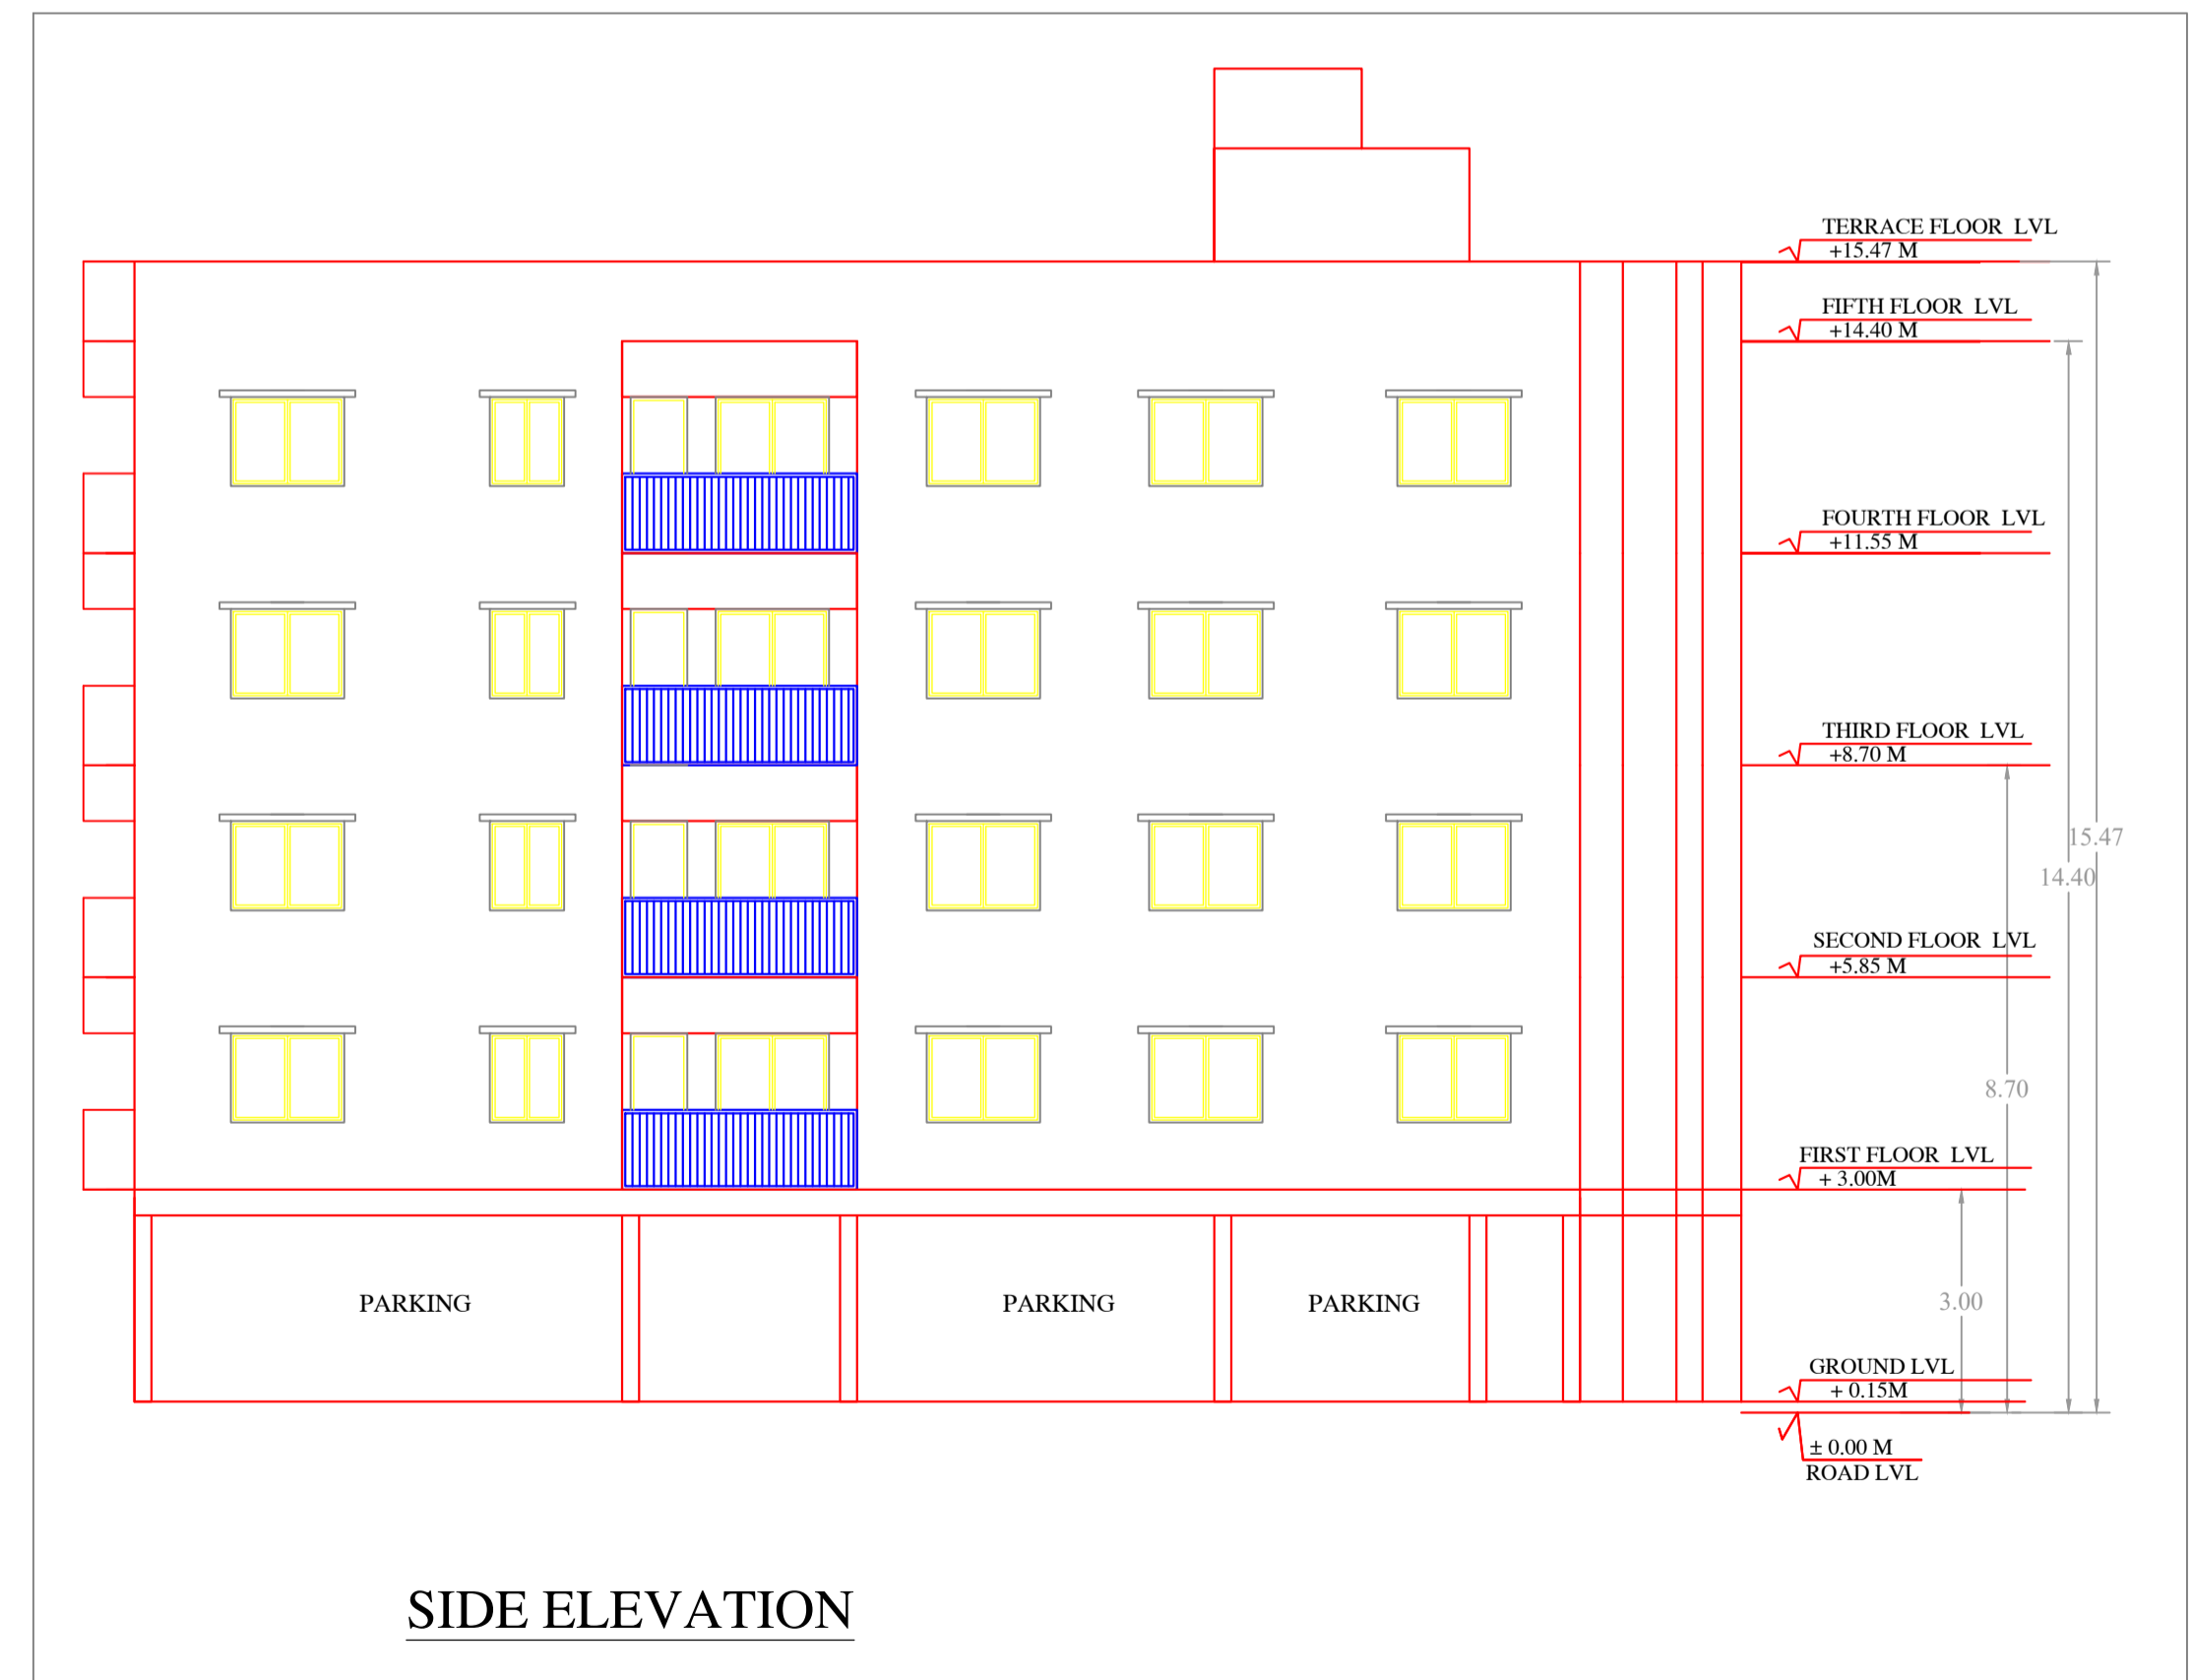 TERRACE FLOOR LVL
+15.47 M
FIFTH FLOOR LVL
+14.40 M
FOURTH FLOOR LVL
+11.55 M
THIRD FLOOR LVL
+8.70 M
15.47
14.40
SECOND FLOOR LVL
+5.85 M
8.70
FIRST FLOOR LVL
+ 3.00M
PARKING
PARKING
PARKING
3.00
GROUND LVL
+ 0.15M
± 0.00 M
ROAD LVL
SIDE ELEVATION